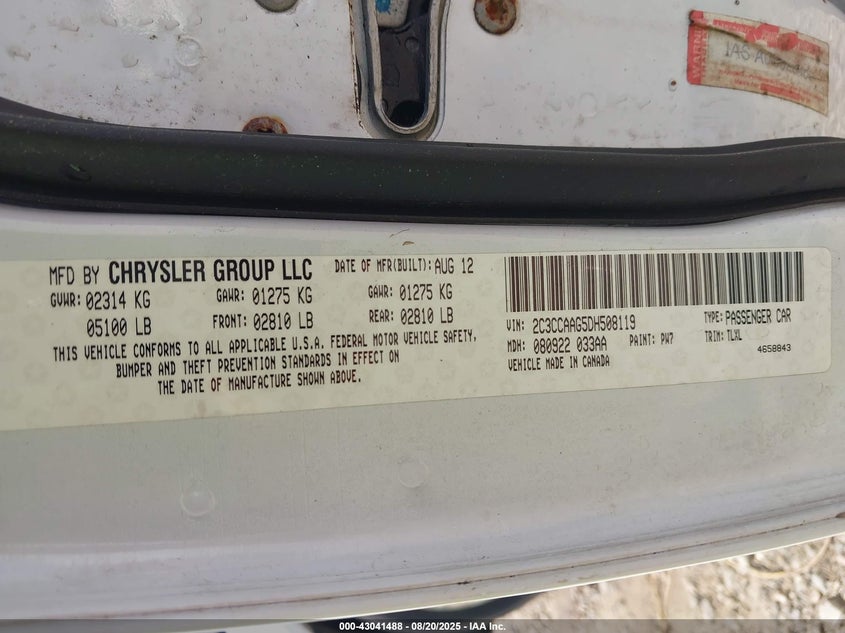 WARNI
IAS
MFD BY CHRYSLER GROUP LLC DATE OF MFR(BUILT): AUG 12
GVWR: 02314 KG GAWR: 01275 KG GAWR: 01275 KG
05100 LB FRONT: 02810 LB REAR: 02810 LB
THIS VEHICLE CONFORMS TO ALL APPLICABLE U.S.A. FEDERAL MOTOR VEHICLE SAFETY,
BUMPER AND THEFT PREVENTION STANDARDS IN EFFECT ON
THE DATE OF MANUFACTURE SHOWN ABOVE.
VIN: 2C3CCAAG5DH508119 TYPE: PASSENGER CAR
MDH: 080922 033AA PAINT: PW7 TRIM: TLXL
VEHICLE MADE IN CANADA 4658843
000-43041488 - 08/20/2025 - IAA Inc.